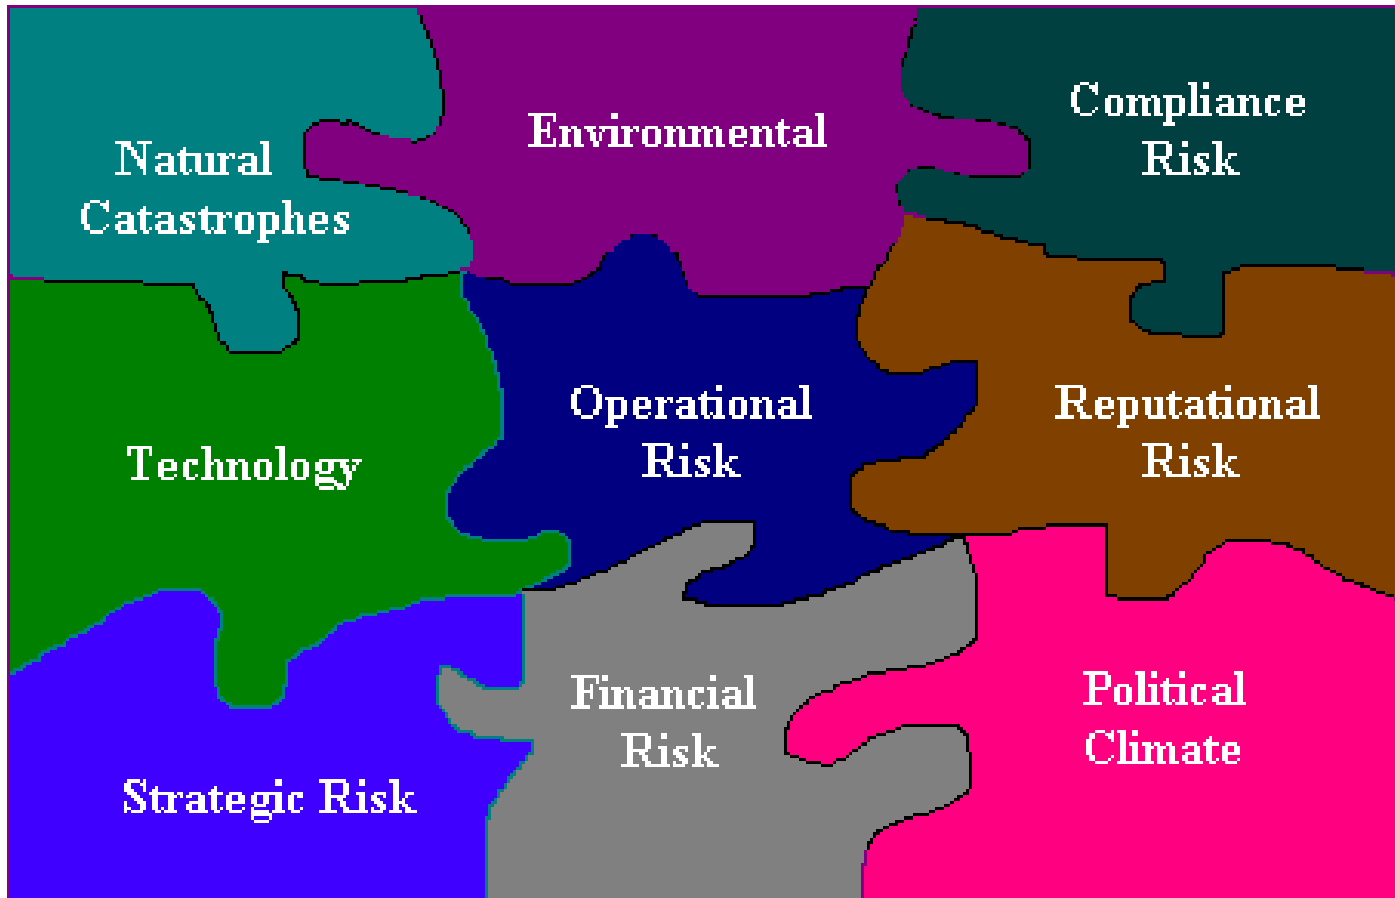 Natural
Catastrophes
Environmental
Compliance
Risk
Technology
Operational
Risk
Reputational
Risk
Strategic Risk
Financial
Risk
Political
Climate